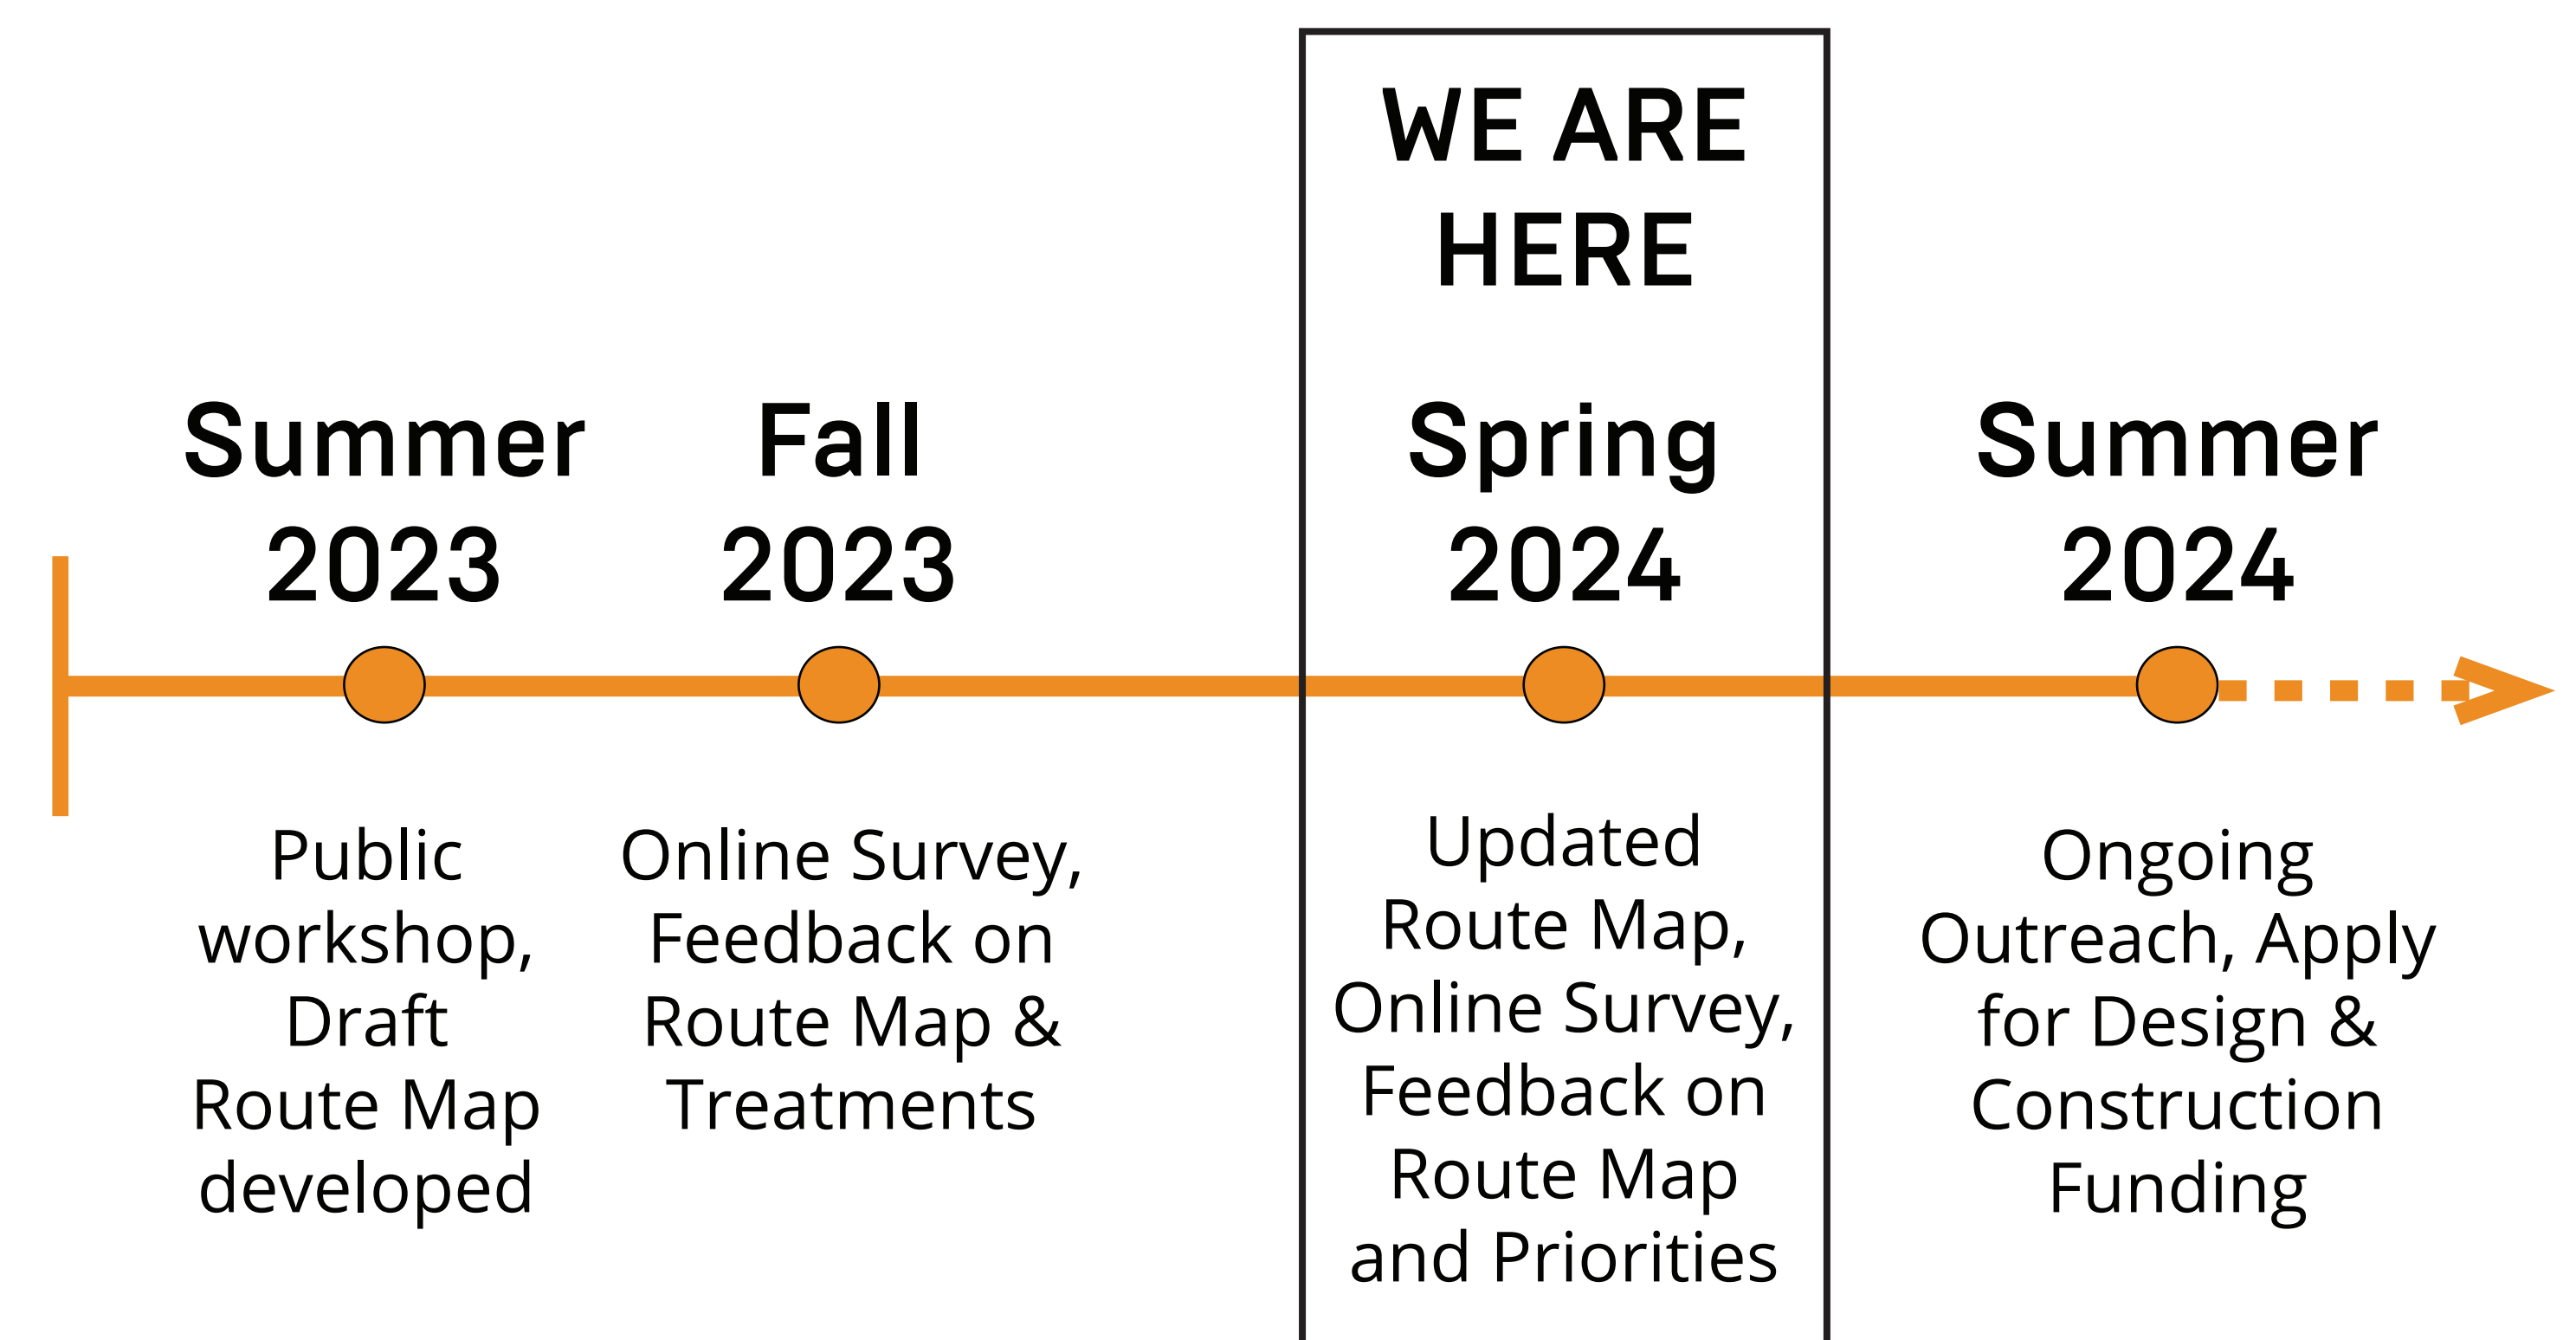 WE ARE
HERE
Summer
2023
Fall
2023
Spring
2024
Summer
2024
Public
workshop,
Draft
Route Map
developed
Online Survey,
Feedback on
Route Map &
Treatments
Updated
Route Map,
Online Survey,
Feedback on
Route Map
and Priorities
Ongoing
Outreach, Apply
for Design &
Construction
Funding